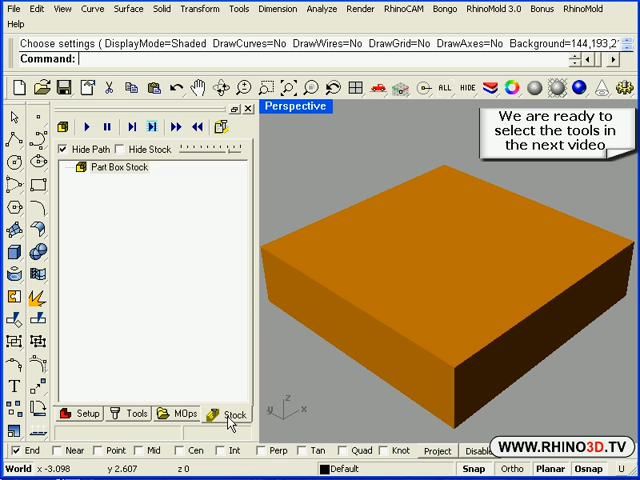 File Edit View Curve Surface Solid Transform Tools Dimension Analyze Render RhinoCAM Bongo RhinoMold 3.0 Bonus RhinoMold
Help
Choose settings ( DisplayMode=Shaded DrawCurves=No DrawWires=No DrawGrid=No DrawAxes=No Background=144,193,2
Command:
ALL HIDE
Perspective
We are ready to
select the tools in
the next video
Hide Path Hide Stock
Part Box Stock
z
y x
Setup Tools MOps Stock
WWW.RHINO3D.TV
End Near Point Mid Cen Int Perp Tan Quad Knot Project Disable
World x -3.098 y 2.607 z 0 Default Snap Ortho Planar Osnap U